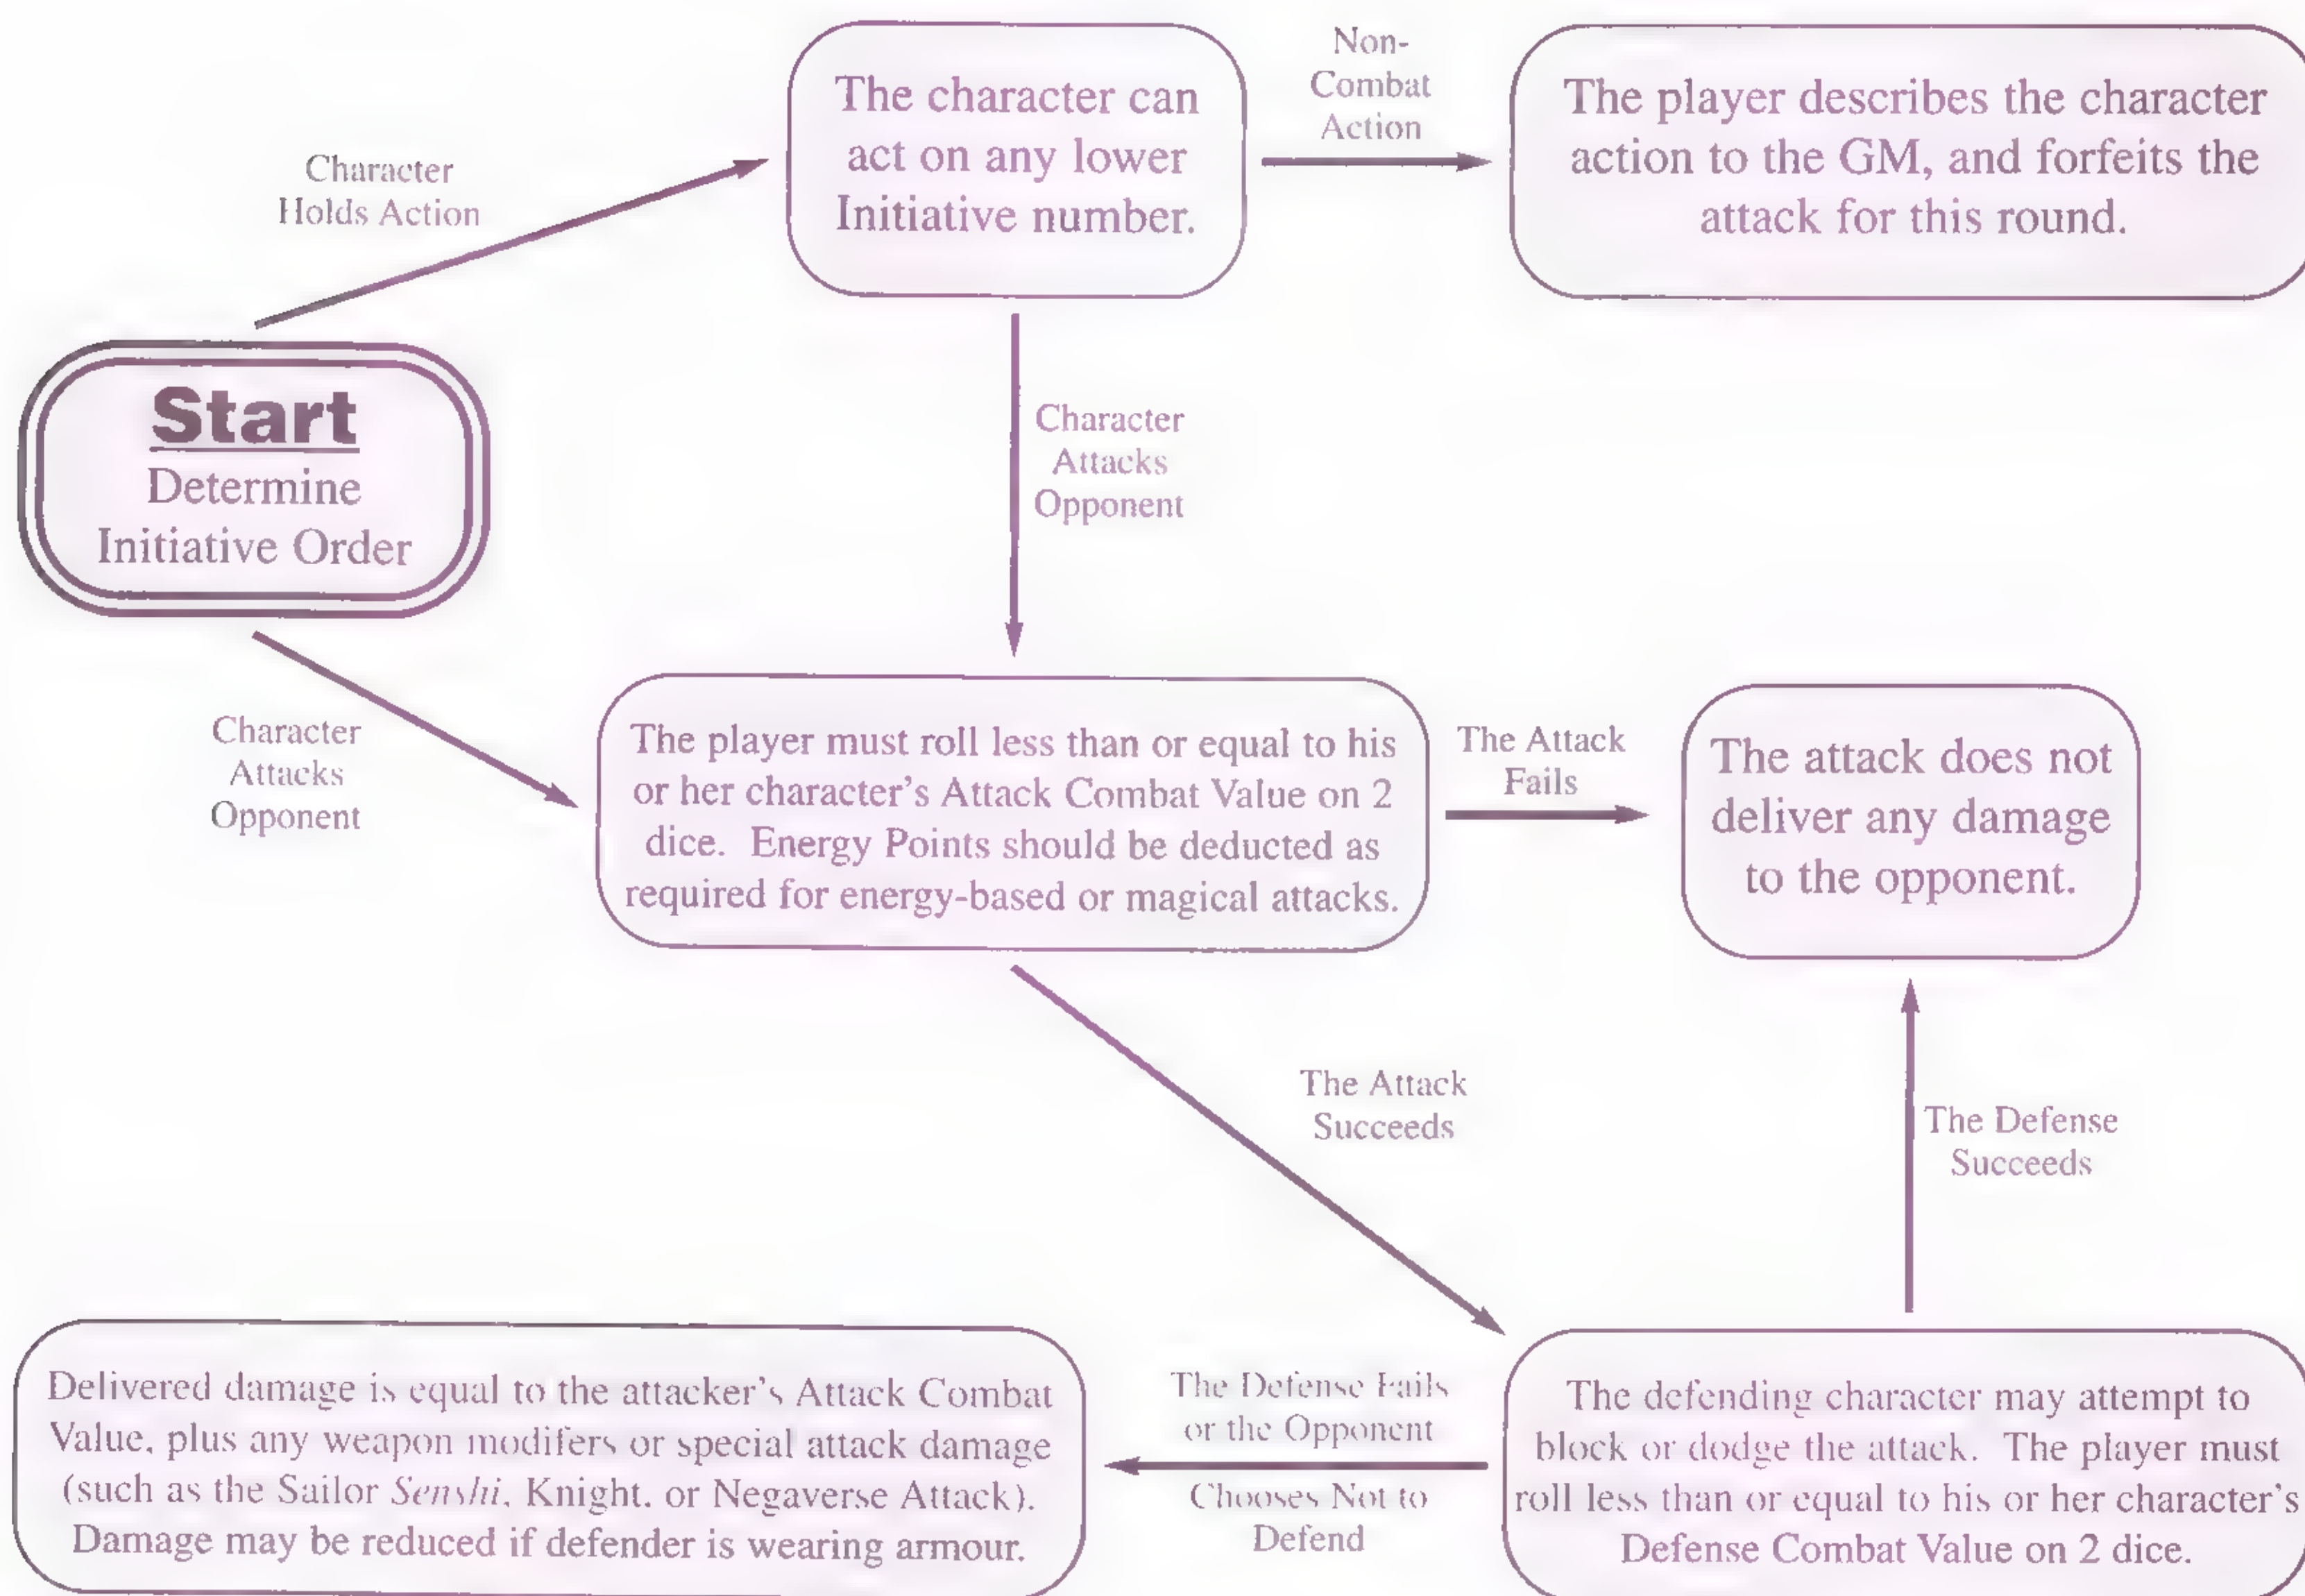 Non-
Combat
Action
The character can
act on any lower
Initiative number.
The player describes the character
action to the GM, and forfeits the
attack for this round.
Character
Holds Action
Start
Determine
Initiative Order
Character
Attacks
Opponent
Character
Attacks
Opponent
The player must roll less than or equal to his
or her character's Attack Combat Value on 2
dice. Energy Points should be deducted as
required for energy-based or magical attacks.
The Attack
Fails
The attack does not
deliver any damage
to the opponent.
The Attack
Succeeds
The Defense
Succeeds
Delivered damage is equal to the attacker's Attack Combat
Value, plus any weapon modifers or special attack damage
(such as the Sailor Senshi, Knight, or Negaverse Attack).
Damage may be reduced if defender is wearing armour.
The Defense Fails
or the Opponent
Chooses Not to
Defend
The defending character may attempt to
block or dodge the attack. The player must
roll less than or equal to his or her character's
Defense Combat Value on 2 dice.